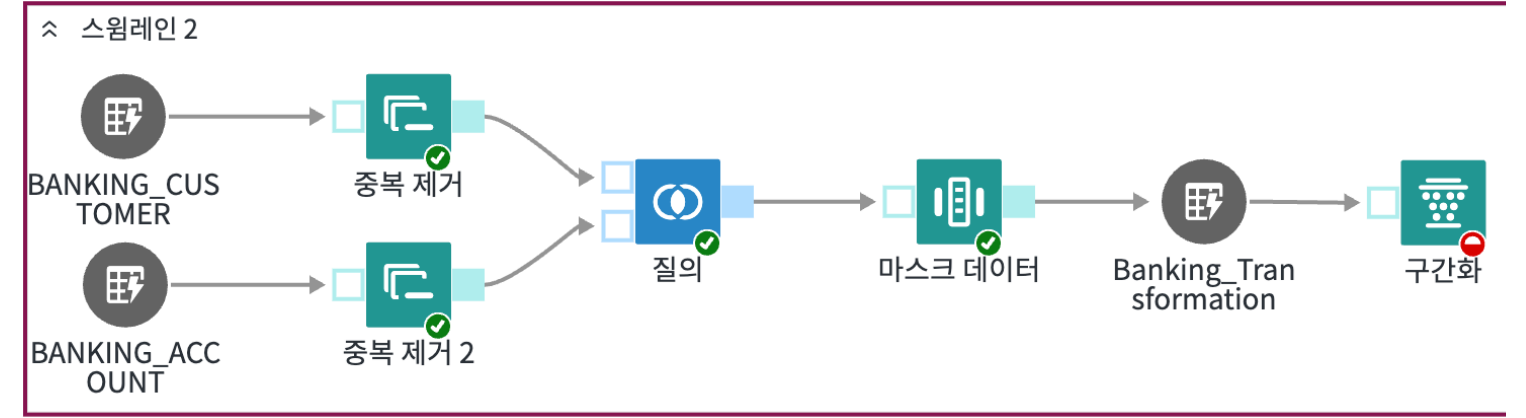 스윔레인 2
BANKING_CUS
TOMER
중복 제거
BANKING_ACC
OUNT
중복 제거 2
질의
마스크 데이터
Banking_Tran
sformation
구간화